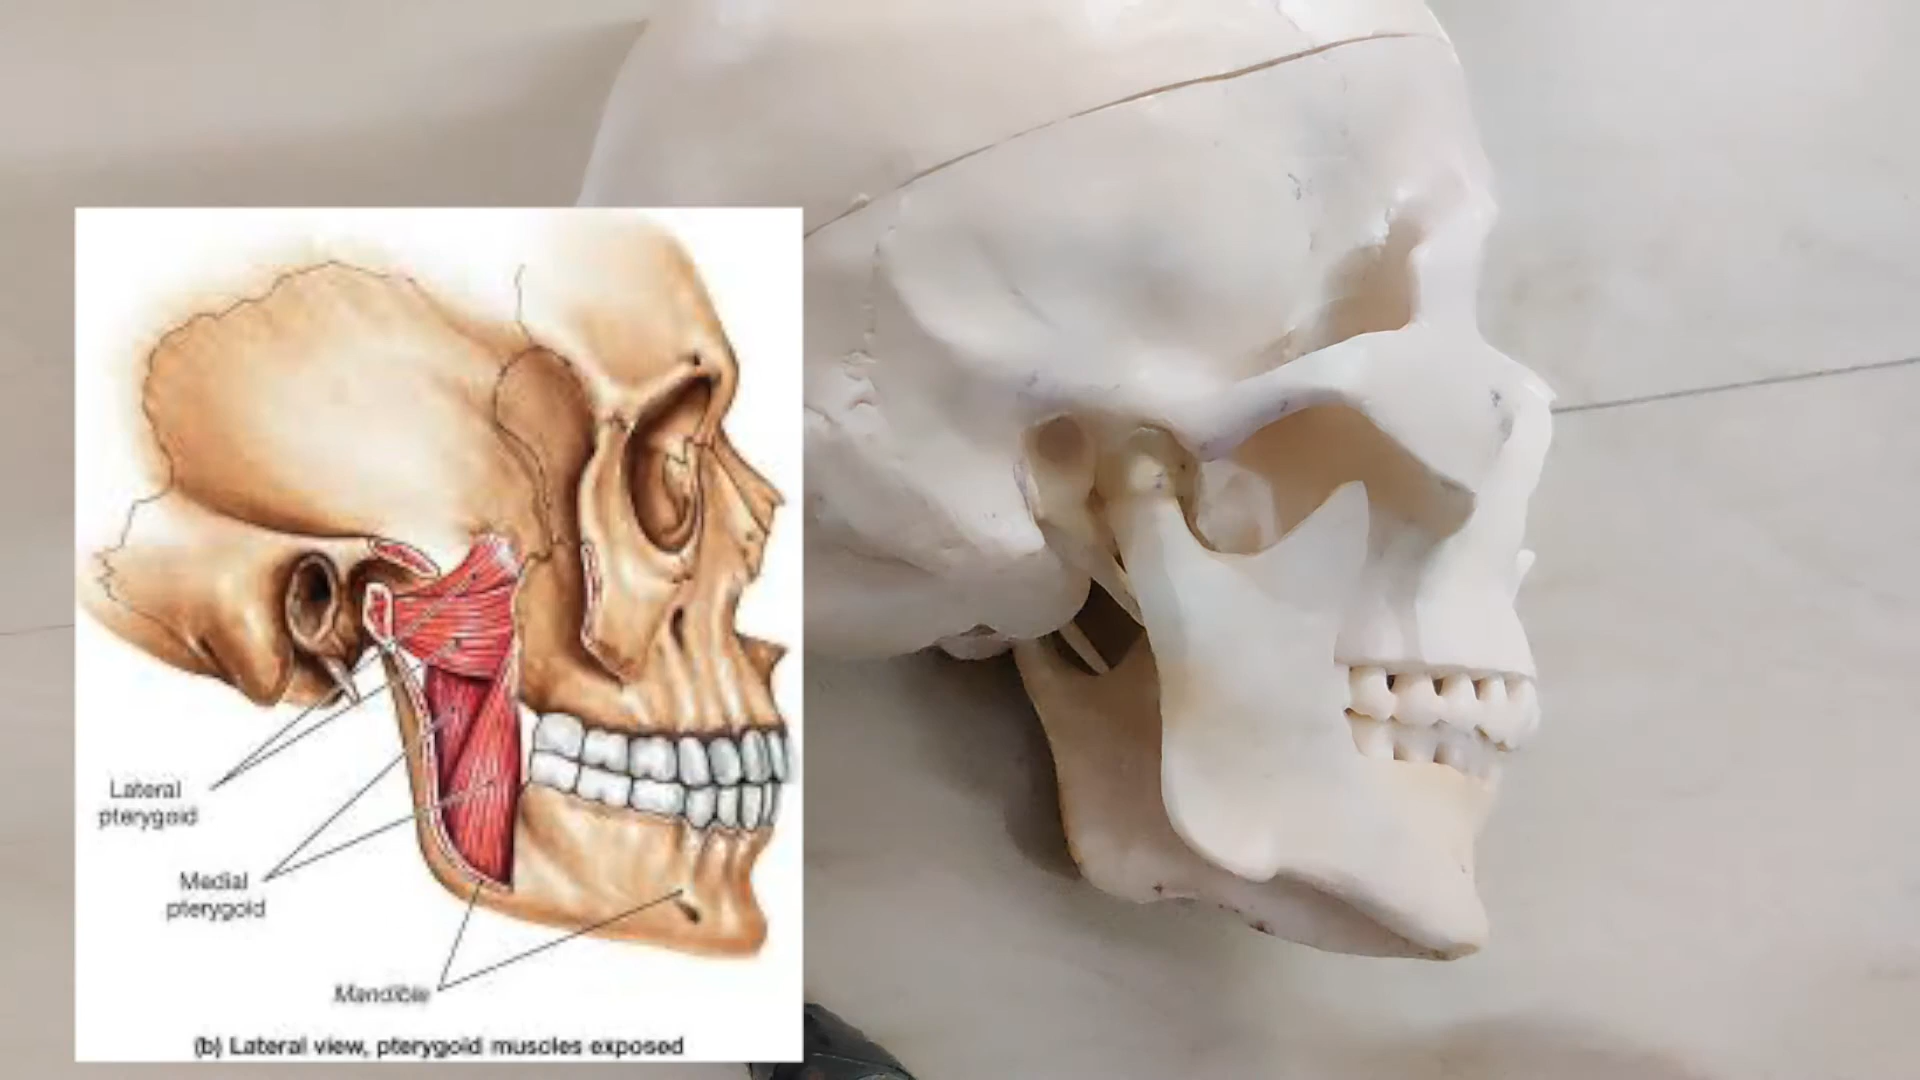 Lateral
pterygoid
Medial
pterygoid
Mandible
(b) Lateral view, pterygoid muscles exposed